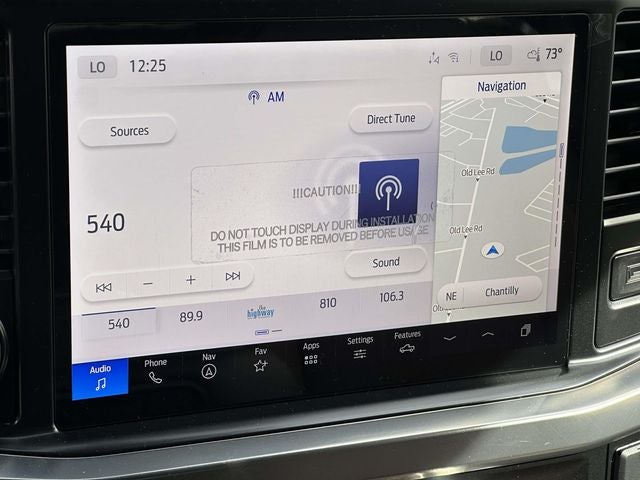 LO 12:25 LO 73°
AM
Navigation
Sources
Direct Tune
Old Lee Rd
!!!CAUTION!!!
540
DO NOT TOUCH DISPLAY DURING INSTALLATION
THIS FILM IS TO BE REMOVED BEFORE USAGE
Old Lee Rd
Sound
NE Chantilly
Old
540 89.9 the highway 810 106.3
Audio Phone Nav Fav Apps Settings Features